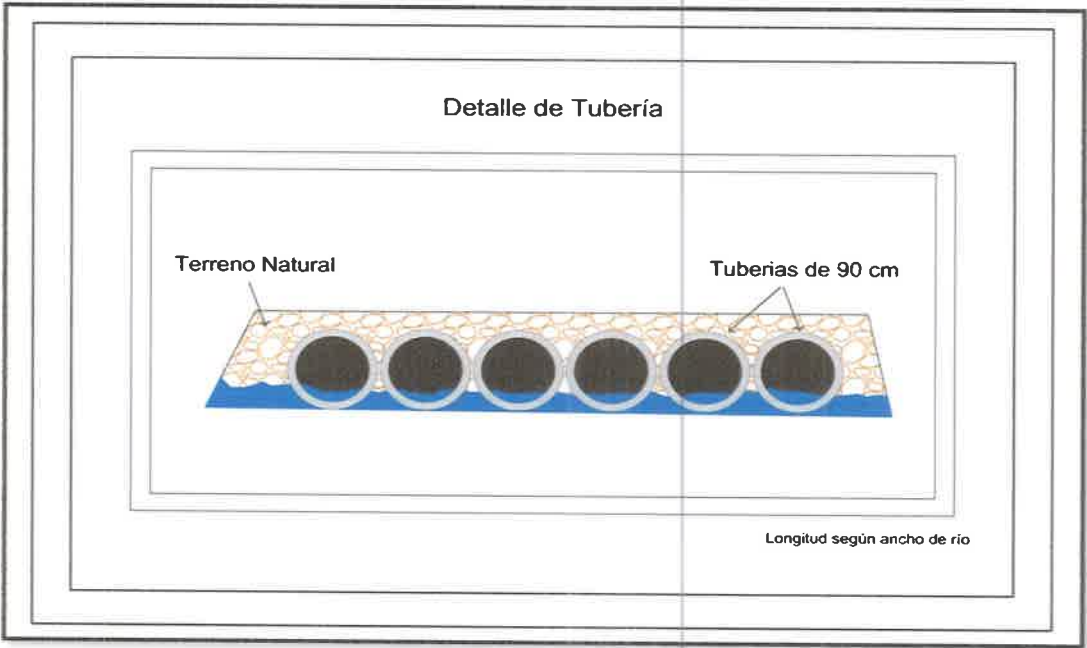 Detalle de Tubería
Terreno Natural
Tuberias de 90 cm
Longitud según ancho de río